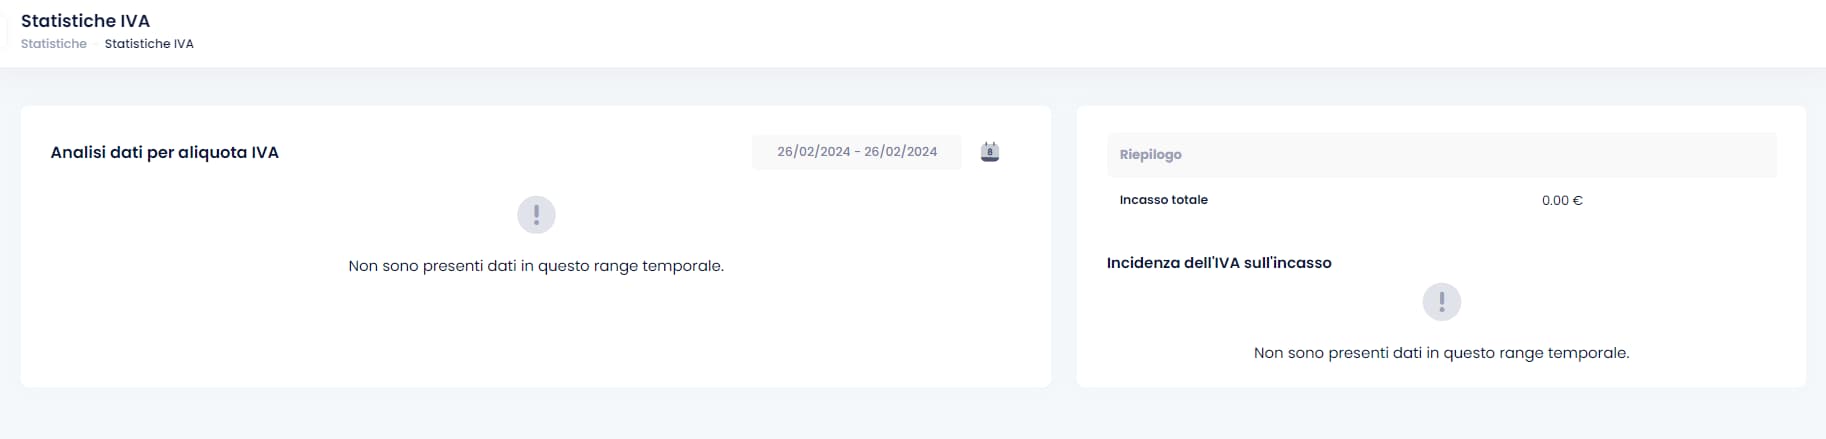 Statistiche IVA
Statistiche Statistiche IVA
Analisi dati per aliquota IVA
26/02/2024 - 26/02/2024
8
Non sono presenti dati in questo range temporale.
Riepilogo
Incasso totale 0.00 €
Incidenza dell'IVA sull'incasso
Non sono presenti dati in questo range temporale.